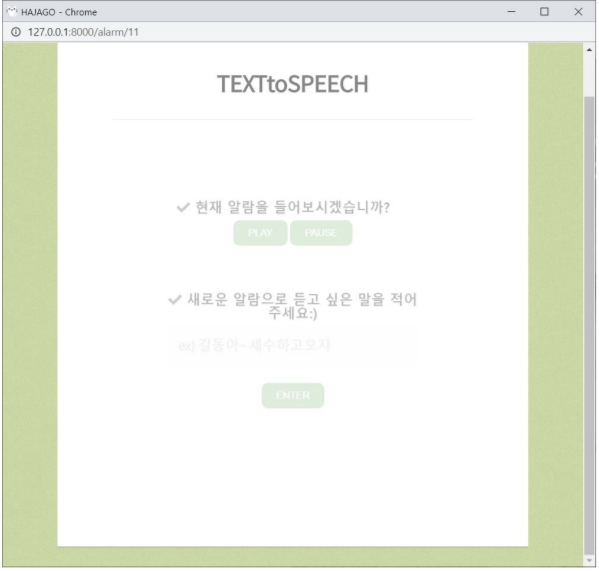 HAJAGO - Chrome
127.0.0.1:8000/alarm/11
TEXTtoSPEECH
현재 알람을 들어보시겠습니까?
PLAY PAUSE
새로운 알람으로 듣고 싶은 말을 적어
주세요:)
ex) 길동아~ 세수하고오자
ENTER